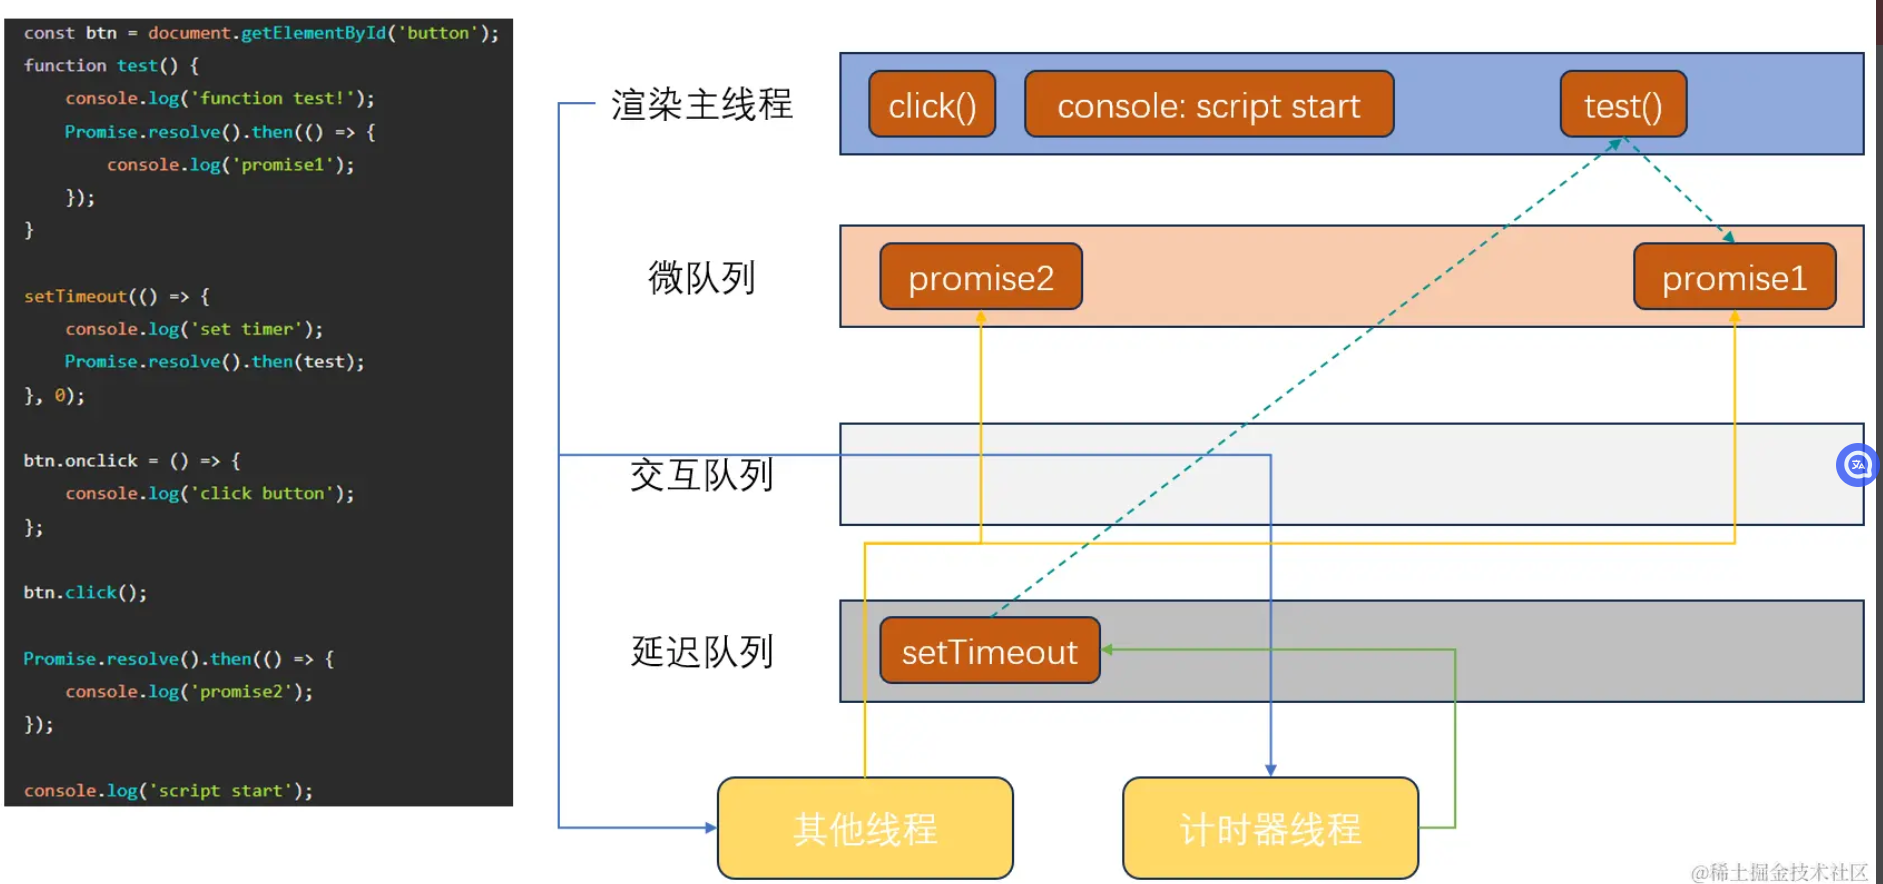 const btn = document.getElementById('button');
function test() {
    console.log('function test!');
    Promise.resolve().then(() => {
        console.log('promise1');
    });
}
setTimeout(() => {
    console.log('set timer');
    Promise.resolve().then(test);
}, 0);
btn.onclick = () => {
    console.log('click button');
};
btn.click();
Promise.resolve().then(() => {
    console.log('promise2');
});
console.log('script start');
渲染主线程
click()
console: script start
test()
微队列
promise2
promise1
交互队列
延迟队列
setTimeout
其他线程
计时器线程
@稀土掘金技术社区